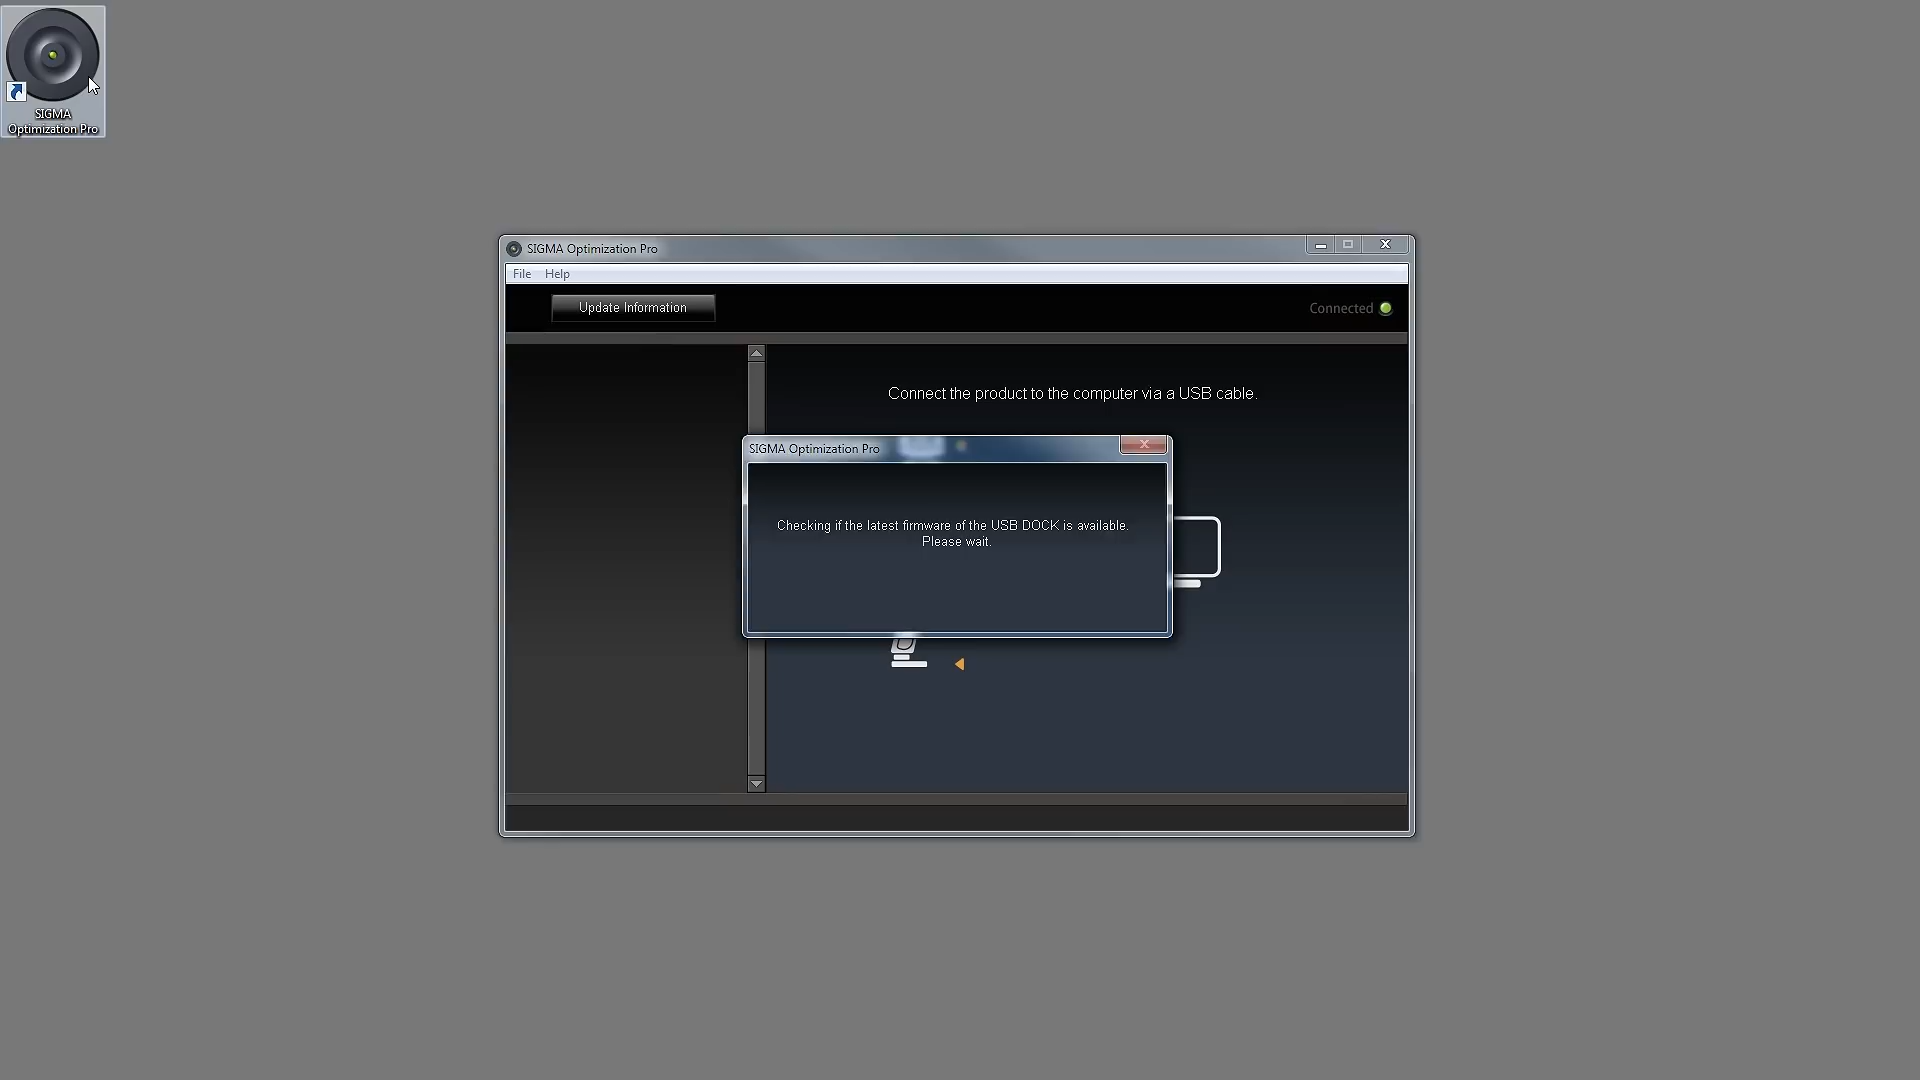 SIGMA
Optimization Pro
SIGMA Optimization Pro
File Help
Update Information
Connected
Connect the product to the computer via a USB cable.
SIGMA Optimization Pro
Checking if the latest firmware of the USB DOCK is available.
Please wait.